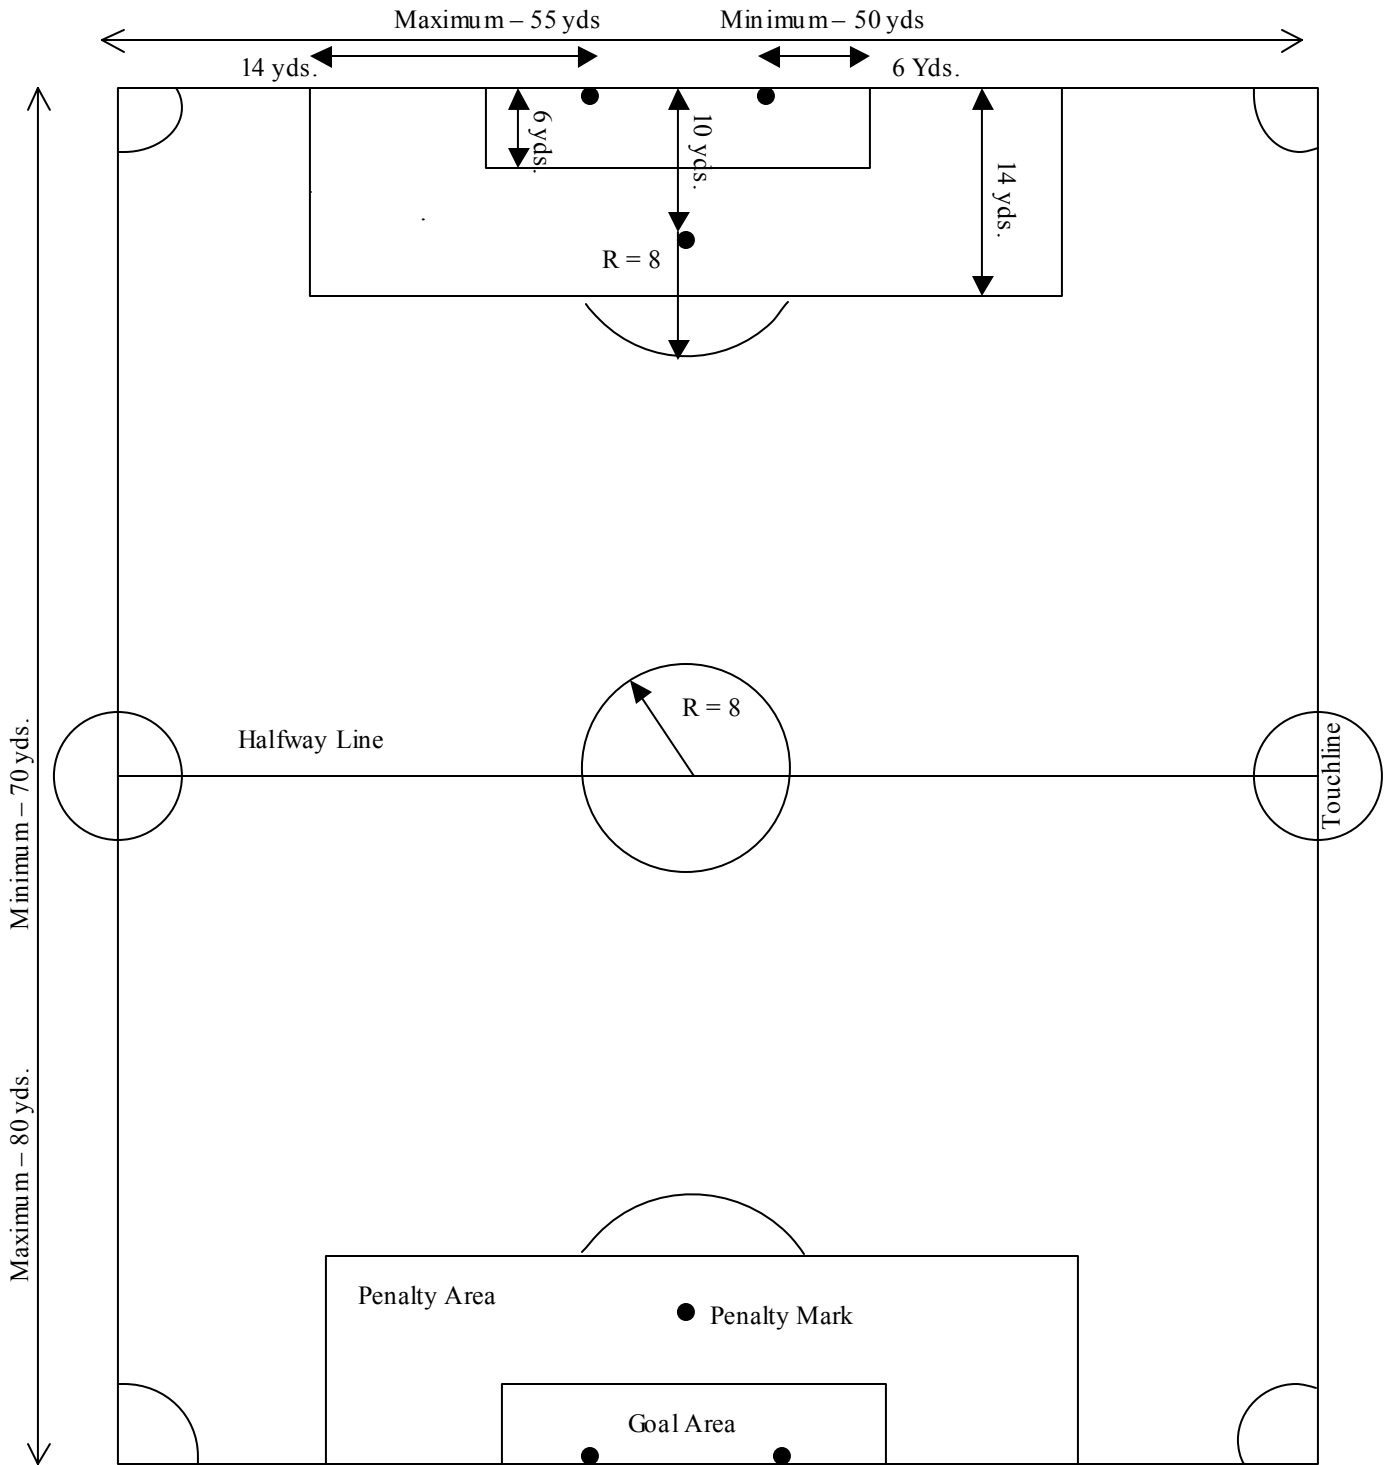 Maximum – 55 yds
Minimum – 50 yds
14 yds.
6 Yds.
6 yds.
10 yds.
14 yds.
R = 8
R = 8
Halfway Line
Touchline
Minimum – 70 yds.
Maximum – 80 yds.
Penalty Area
Penalty Mark
Goal Area